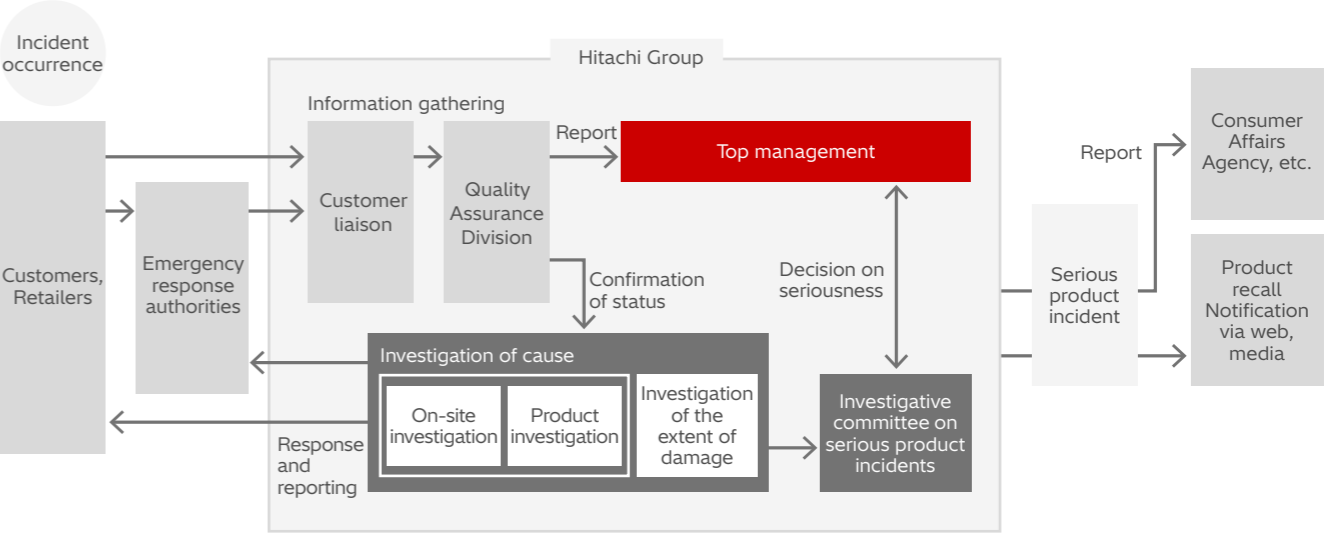 Incident
occurrence
Hitachi Group
Information gathering
Customers,
Retailers
Emergency
response
authorities
Customer
liaison
Quality
Assurance
Division
Report
Top management
Confirmation
of status
Decision on
seriousness
Investigation of cause
On-site
investigation
Product
investigation
Investigation
of the
extent of
damage
Response
and
reporting
Investigative
committee on
serious product
incidents
Serious
product
incident
Report
Consumer
Affairs
Agency, etc.
Product
recall
Notification
via web,
media